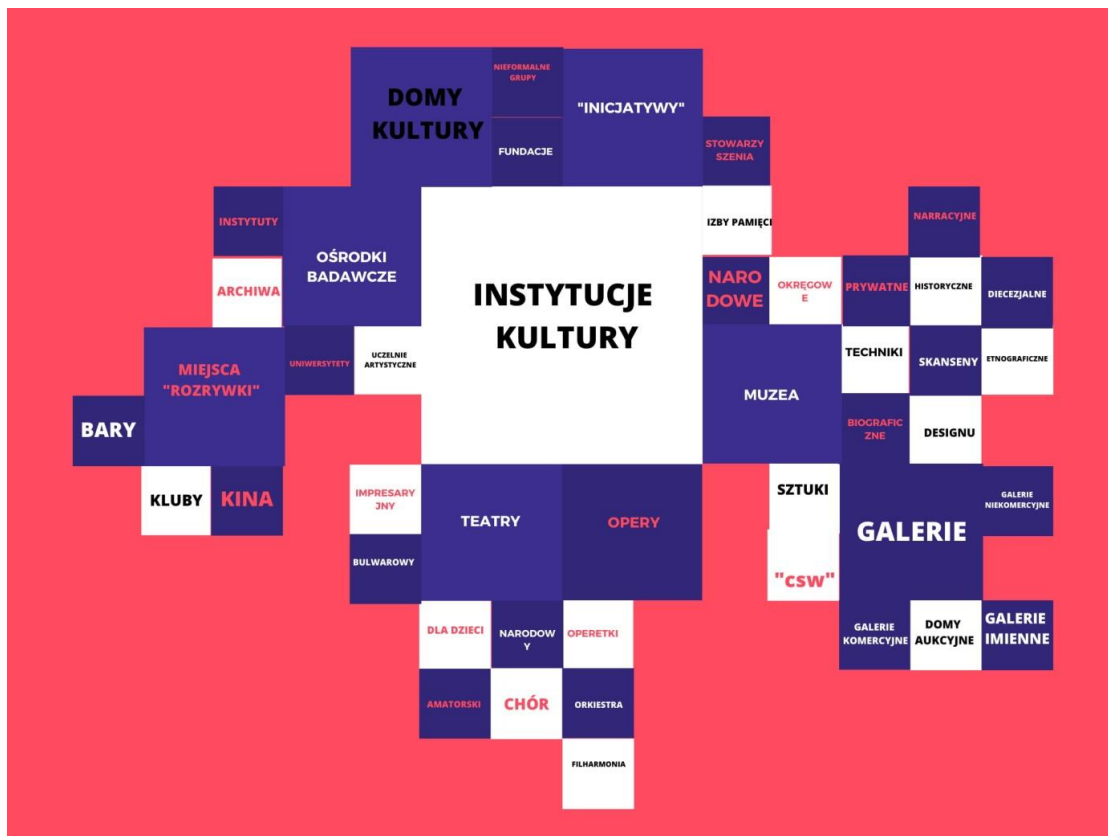 DOMY
KULTURY
NIEFORMALNE
GRUPY
FUNDACJE
"INICJATYWY"
STOWARZY
SZENIA
IZBY PAMIĘCI
INSTYTUTY
ARCHIWA
OŚRODKI
BADAWCZE
UNIWERSYTETY
UCZELNIE
ARTYSTYCZNE
INSTYTUCJE
KULTURY
NARO
DOWE
OKRĘGOW
E
PRYWATNE
NARRACYJNE
HISTORYCZNE
DIECEZJALNE
MUZEA
TECHNIKI
SKANSENY
ETNOGRAFICZNE
BIOGRAFIC
ZNE
DESIGNU
MIEJSCA
"ROZRYWKI"
BARY
KLUBY
KINA
IMPRESARY
JNY
BULWAROWY
TEATRY
OPERY
SZTUKI
"csw"
GALERIE
GALERIE
NIEKOMERCYJNE
GALERIE
KOMERCYJNE
DOMY
AUKCYJNE
GALERIE
IMIENNE
DLA DZIECI
NARODOW
Y
OPERETKI
AMATORSKI
CHÓR
ORKIESTRA
FILHARMONIA